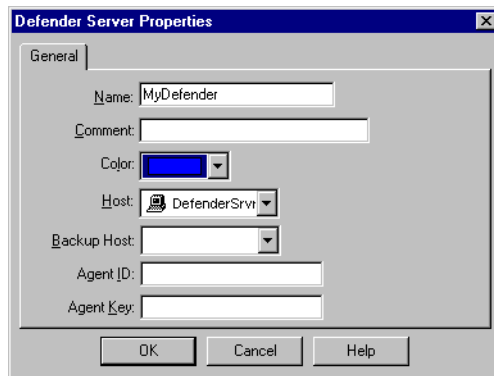 Defender Server Properties
General
Name: MyDefender
Comment:
Color:
Host: DefenderSrvr
Backup Host:
Agent ID:
Agent Key:
OK Cancel Help